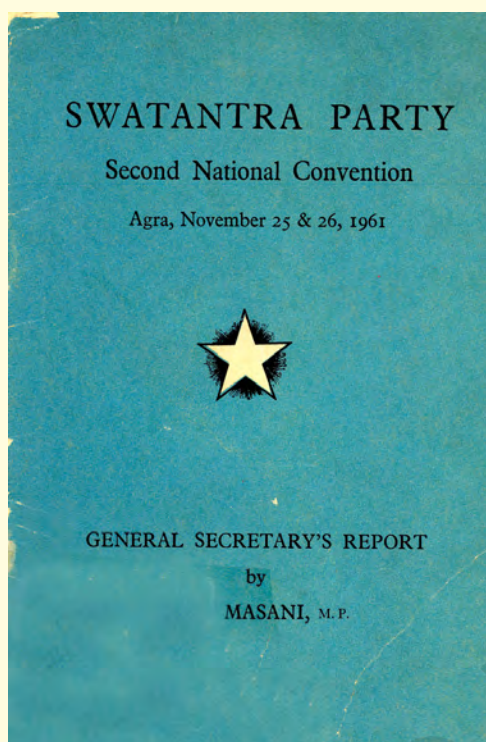 SWATANTRA PARTY
Second National Convention
Agra, November 25 & 26, 1961
GENERAL SECRETARY'S REPORT
by
MASANI, M. P.